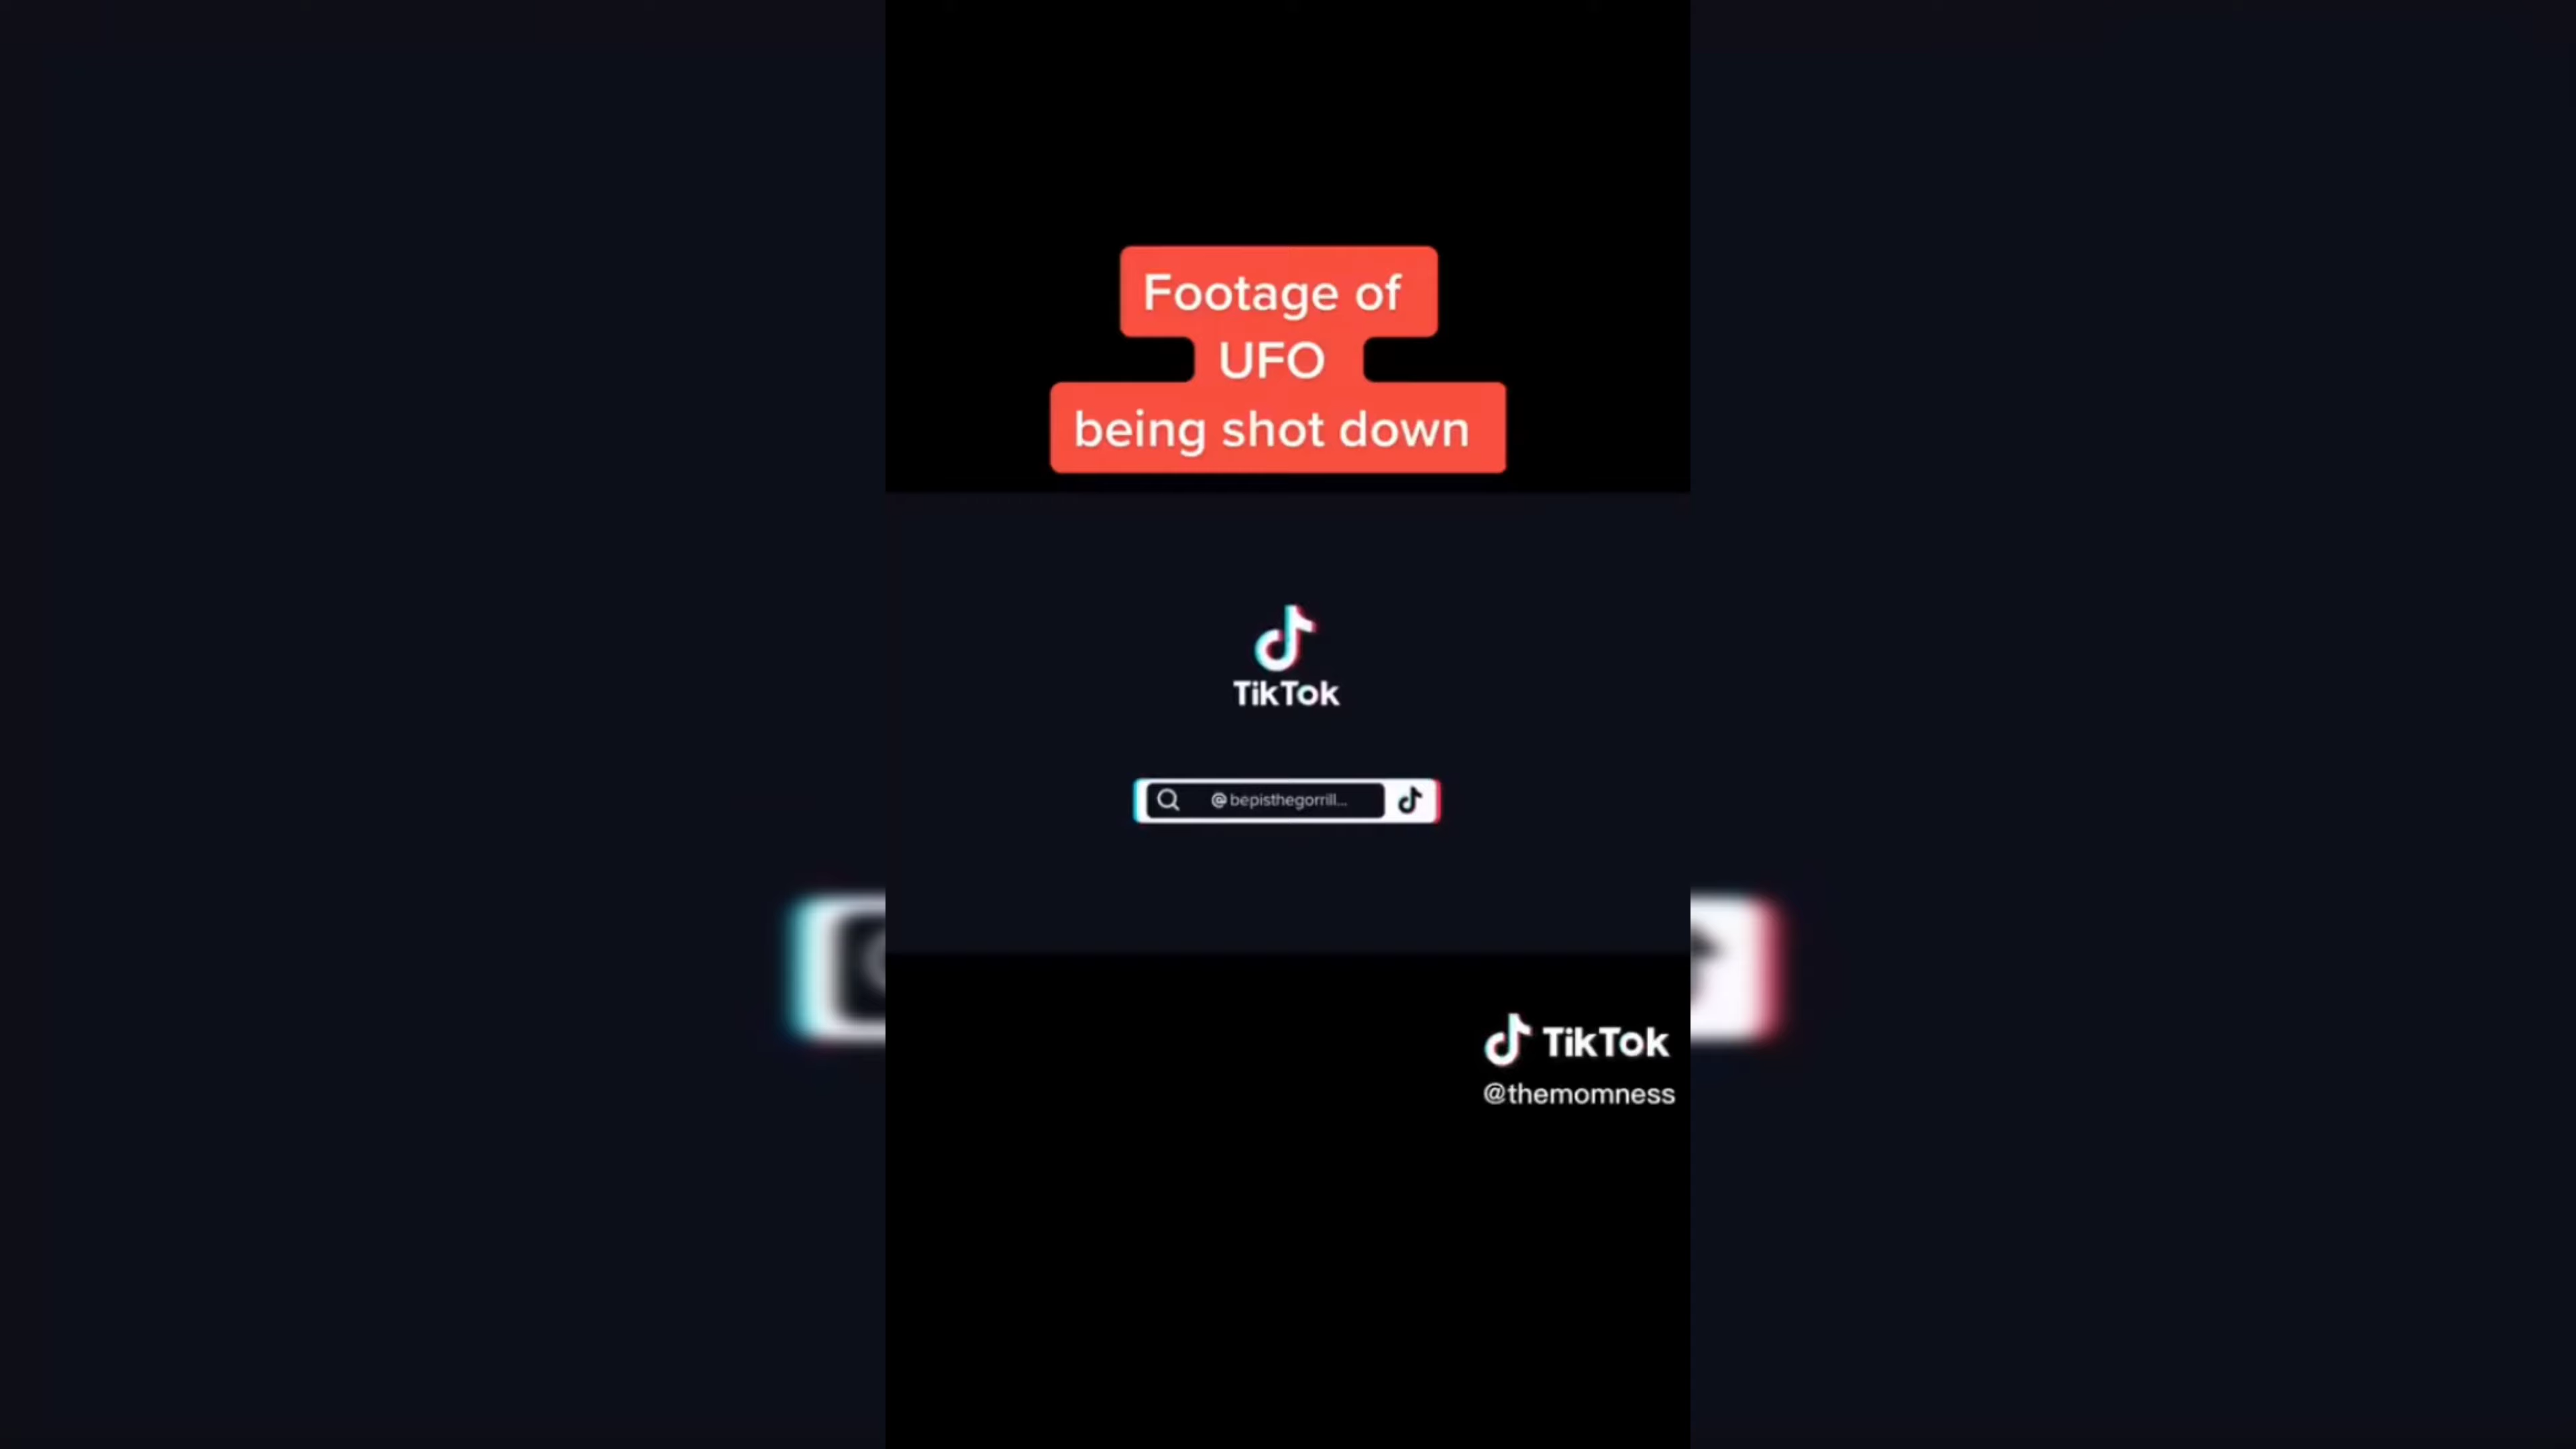 Footage of
UFO
being shot down
TikTok
@bepisthegorrill...
TikTok
@themomness